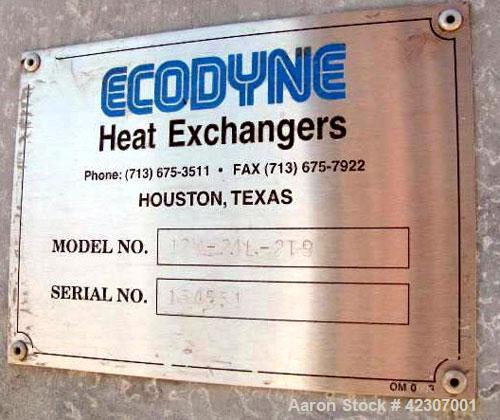 ECODYNE
Heat Exchangers
Phone: (713) 675-3511 • FAX (713) 675-7922
HOUSTON, TEXAS
MODEL NO.
SERIAL NO.
Aaron Stock # 42307001